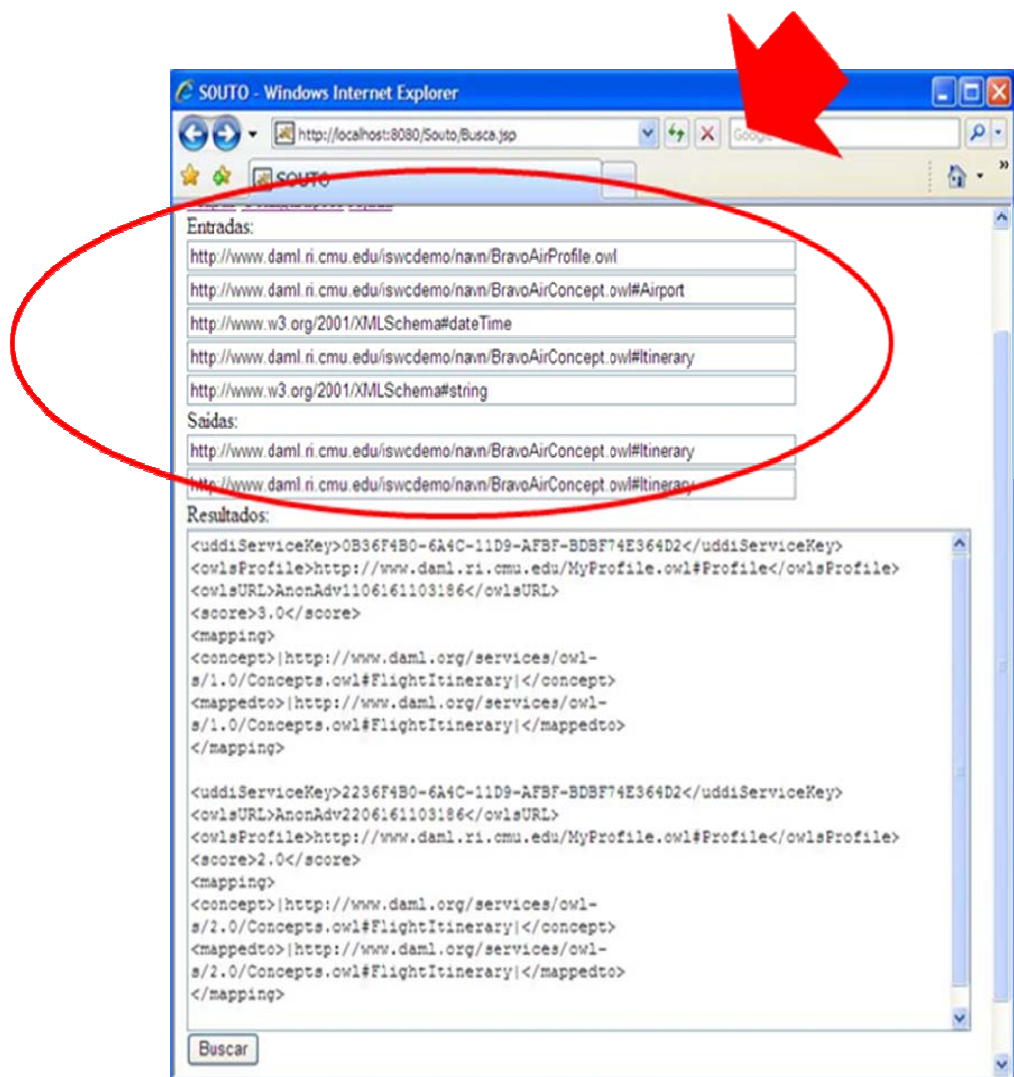 SOUTO - Windows Internet Explorer
http://localhost:8080/Souto/Busca.jsp
SOUTO
Entradas:
http://www.daml.ri.cmu.edu/iswcdemo/navn/BravoAirProfile.owl
http://www.daml.ri.cmu.edu/iswcdemo/navn/BravoAirConcept.owl#Airport
http://www.w3.org/2001/XMLSchema#dateTime
http://www.daml.ri.cmu.edu/iswcdemo/navn/BravoAirConcept.owl#Itinerary
http://www.w3.org/2001/XMLSchema#string
Saidas:
http://www.daml.ri.cmu.edu/iswcdemo/navn/BravoAirConcept.owl#Itinerary
http://www.daml.ri.cmu.edu/iswcdemo/navn/BravoAirConcept.owl#Itinerary
Resultados:
<uddiServiceKey>0B36F4B0-6A4C-11D9-AFBF-BDBF74E364D2</uddiServiceKey>
<owlsProfile>http://www.daml.ri.cmu.edu/MyProfile.owl#Profile</owlsProfile>
<owlsURL>AnonAdv1106161103186</owlsURL>
<score>3.0</score>
<mapping>
<concept>|http://www.daml.org/services/owl-
s/1.0/Concepts.owl#FlightItinerary|</concept>
<mappedto>|http://www.daml.org/services/owl-
s/1.0/Concepts.owl#FlightItinerary|</mappedto>
</mapping>
<uddiServiceKey>2236F4B0-6A4C-11D9-AFBF-BDBF74E364D2</uddiServiceKey>
<owlsURL>AnonAdv2206161103186</owlsURL>
<owlsProfile>http://www.daml.ri.cmu.edu/MyProfile.owl#Profile</owlsProfile>
<score>2.0</score>
<mapping>
<concept>|http://www.daml.org/services/owl-
s/2.0/Concepts.owl#FlightItinerary|</concept>
<mappedto>|http://www.daml.org/services/owl-
s/2.0/Concepts.owl#FlightItinerary|</mappedto>
</mapping>
Buscar